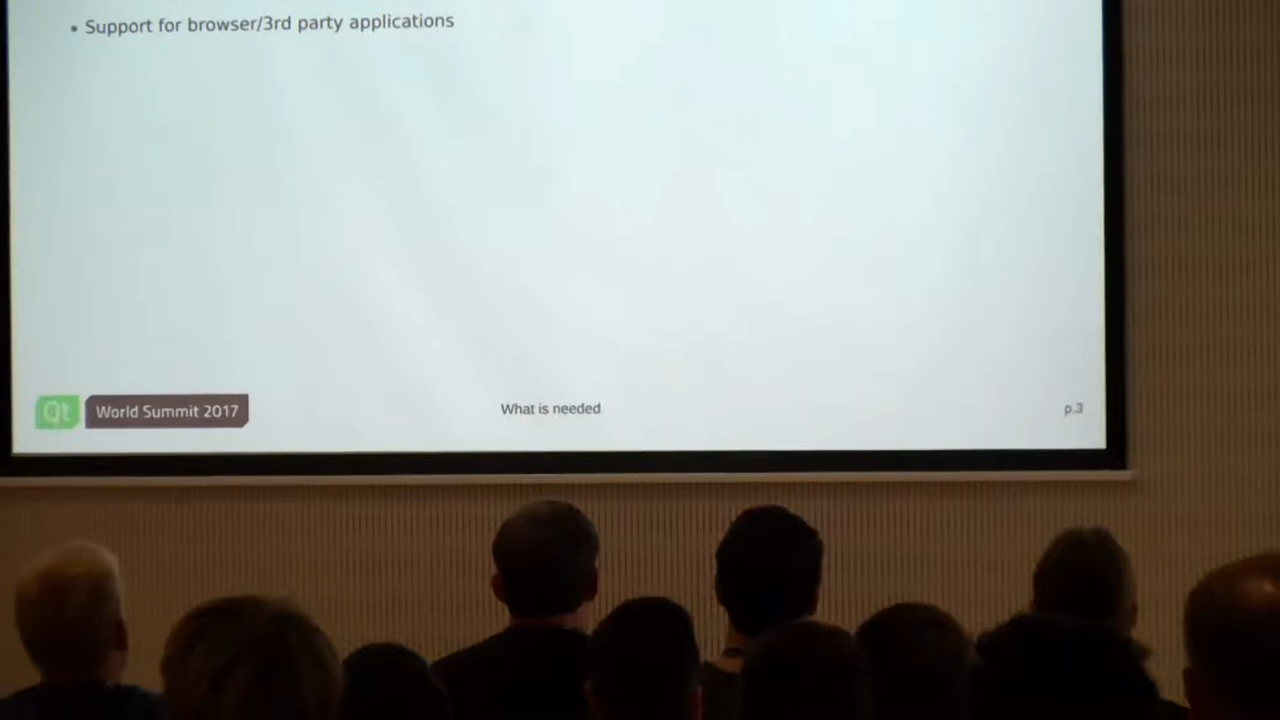 • Support for browser/3rd party applications
Qt World Summit 2017
What is needed
p.3